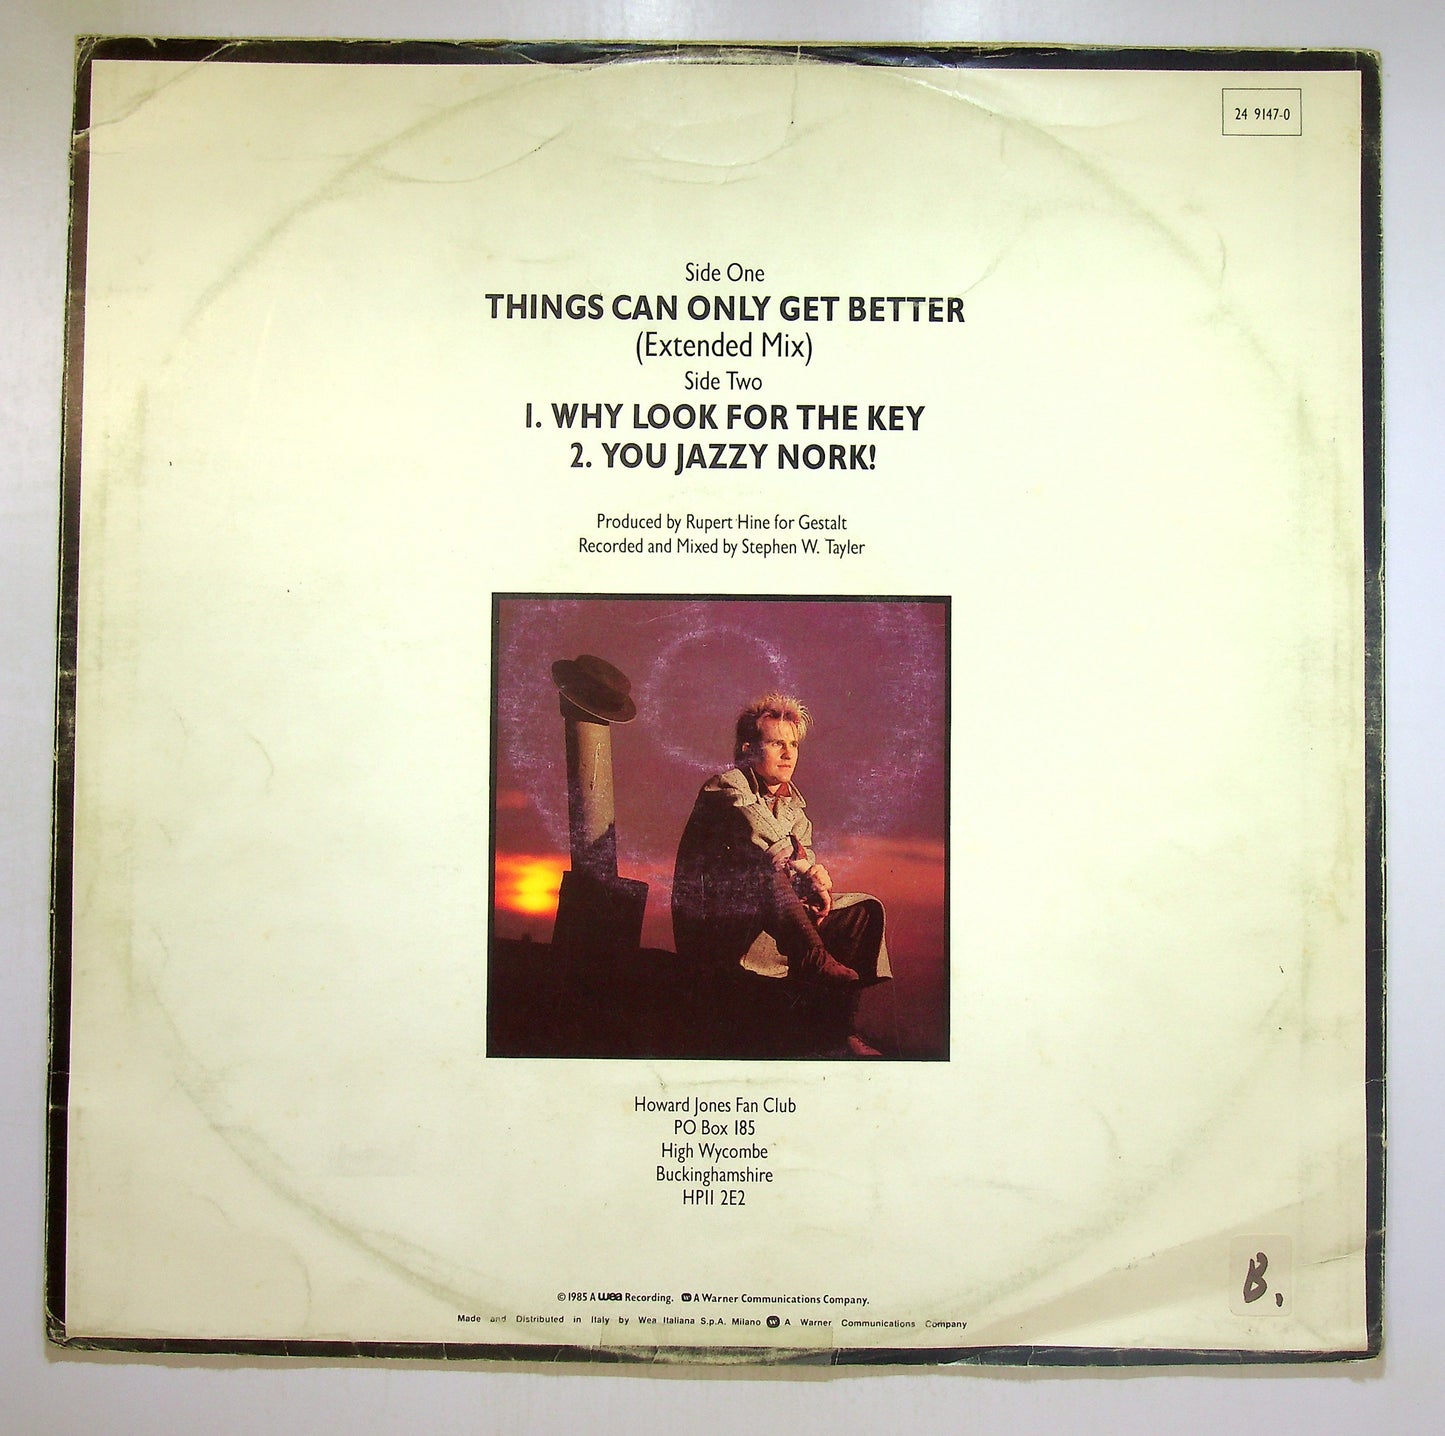 24 9147-0
Side One
THINGS CAN ONLY GET BETTER
(Extended Mix)
Side Two
1. WHY LOOK FOR THE KEY
2. YOU JAZZY NORK!
Produced by Rupert Hine for Gestalt
Recorded and Mixed by Stephen W. Tayler
Howard Jones Fan Club
PO Box 185
High Wycombe
Buckinghamshire
HP11 2E2
B.
© 1985 A wea Recording. W A Warner Communications Company.
Made and Distributed in Italy by Wea Italiana S.p.A. Milano W A Warner Communications Company